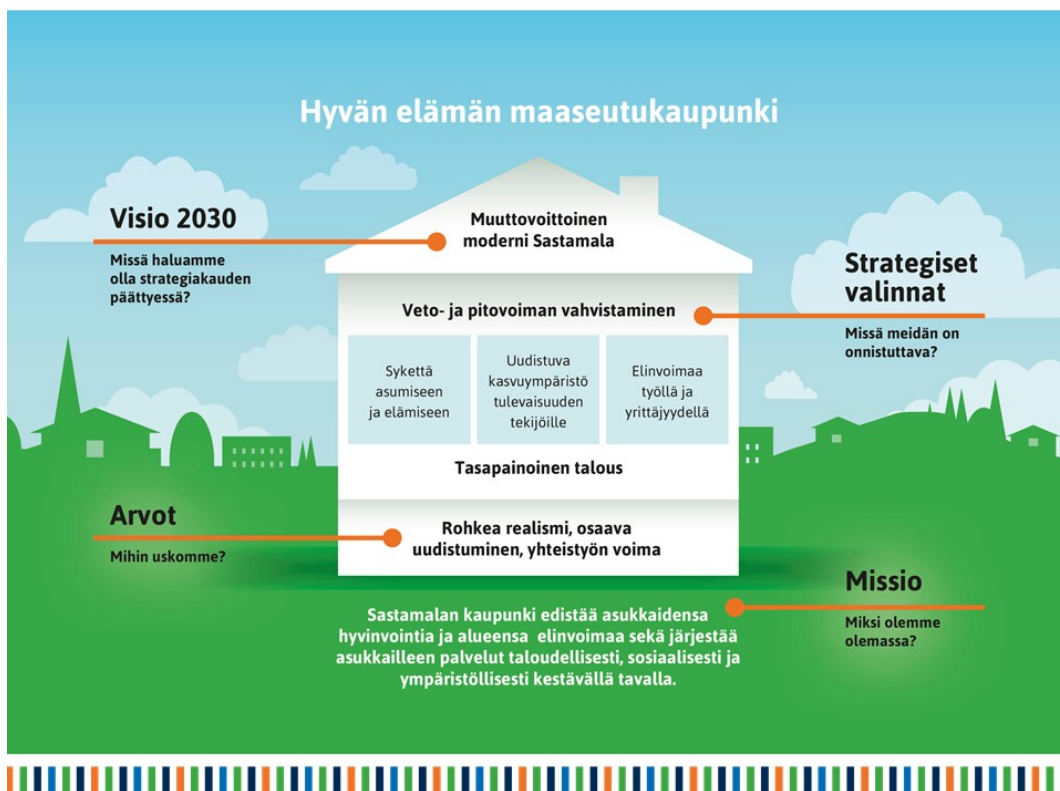 Hyvän elämän maaseutukaupunki
Visio 2030
Missä haluamme
olla strategiakauden
päättyessä?
Muuttovoittoinen
moderni Sastamala
Strategiset
valinnat
Missä meidän on
onnistuttava?
Veto- ja pitovoiman vahvistaminen
Sykettä
asumiseen
ja elämiseen
Uudistuva
kasvuympäristö
tulevaisuuden
tekijöille
Elinvoimaa
työllä ja
yrittäjyydellä
Tasapainoinen talous
Arvot
Mihin uskomme?
Rohkea realismi, osaava
uudistuminen, yhteistyön voima
Missio
Miksi olemme
olemassa?
Sastamalan kaupunki edistää asukkaidensa
hyvinvointia ja alueensa elinvoimaa sekä järjestää
asukkailleen palvelut taloudellisesti, sosiaalisesti ja
ympäristöllisesti kestävällä tavalla.